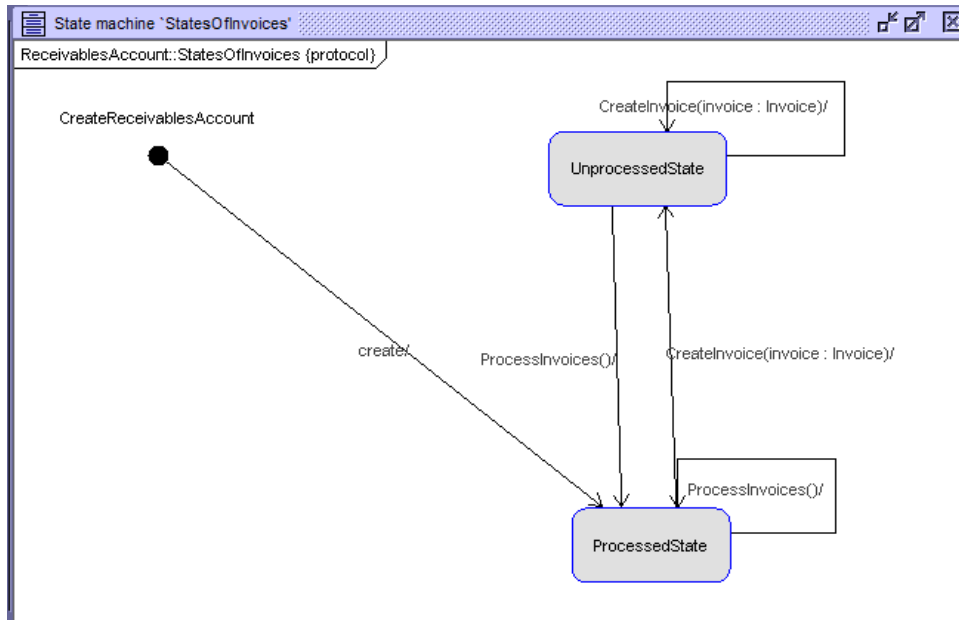 State machine `StatesOfInvoices'
ReceivablesAccount::StatesOfInvoices {protocol}
CreateReceivablesAccount
CreateInvoice(invoice : Invoice)/
UnprocessedState
create/
ProcessInvoices()/
CreateInvoice(invoice : Invoice)/
ProcessInvoices()/
ProcessedState